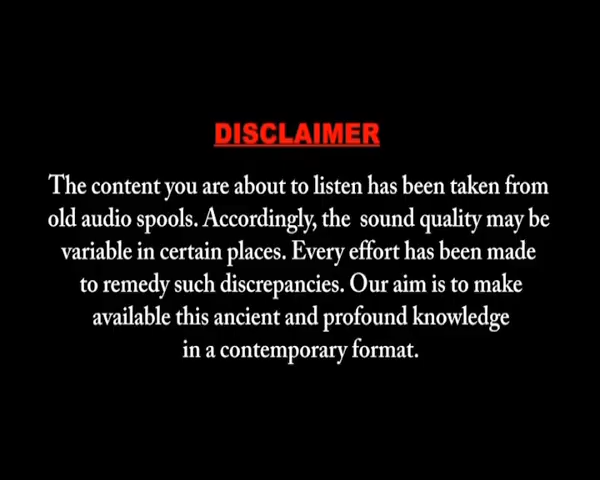 DISCLAIMER
The content you are about to listen has been taken from
old audio spools. Accordingly, the sound quality may be
variable in certain places. Every effort has been made
to remedy such discrepancies. Our aim is to make
available this ancient and profound knowledge
in a contemporary format.